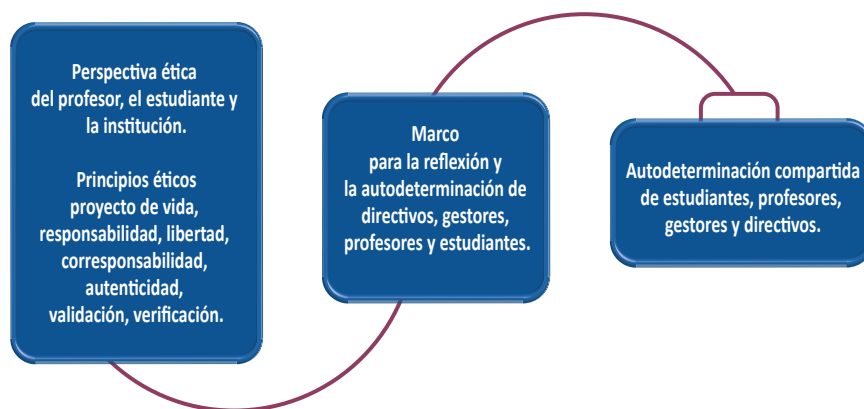 Perspectiva ética
del profesor, el estudiante y
la institución.
Principios éticos
proyecto de vida,
responsabilidad, libertad,
corresponsabilidad,
autenticidad,
validación, verificación.
Marco
para la reflexión y
la autodeterminación de
directivos, gestores,
profesores y estudiantes.
Autodeterminación compartida
de estudiantes, profesores,
gestores y directivos.